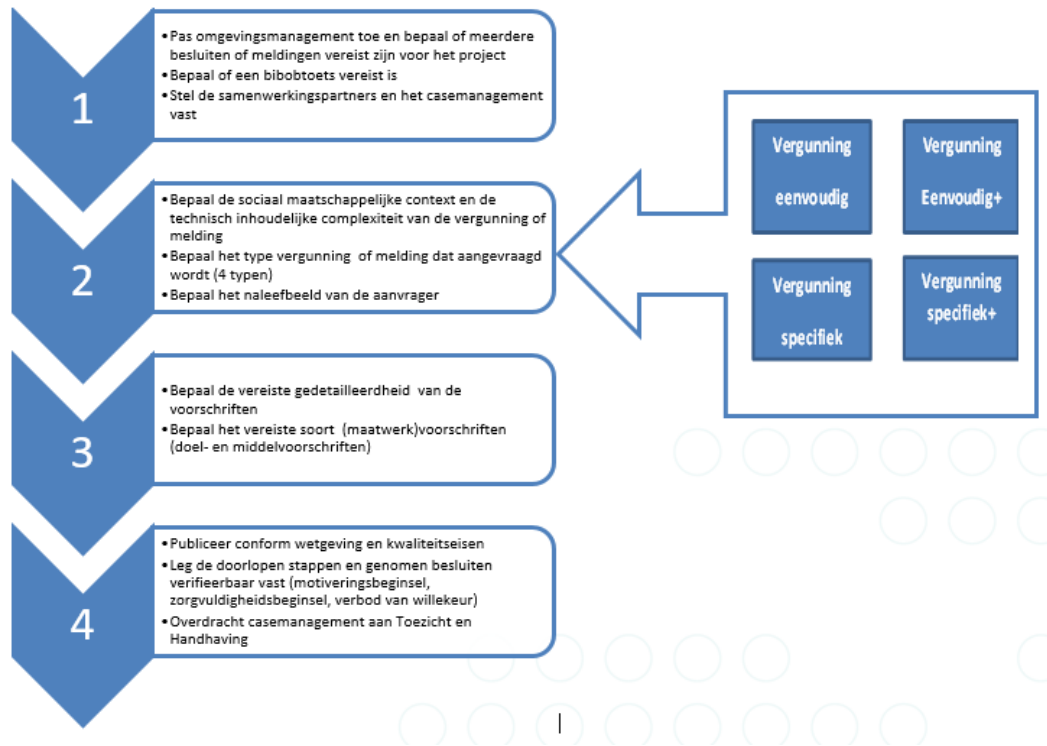 1
•Pas omgevingsmanagement toe en bepaal of meerdere
besluiten of meldingen vereist zijn voor het project
•Bepaal of een bibobtoets vereist is
•Stel de samenwerkingspartners en het casemanagement
vast
2
•Bepaal de sociaal maatschappelijke context en de
technisch inhoudelijke complexiteit van de vergunning of
melding
•Bepaal het type vergunning of melding dat aangevraagd
wordt (4 typen)
•Bepaal het naleefbeeld van de aanvrager
Vergunning
eenvoudig
Vergunning
Eenvoudig+
Vergunning
specifiek
Vergunning
specifiek+
3
•Bepaal de vereiste gedetailleerdheid van de
voorschriften
•Bepaal het vereiste soort (maatwerk)voorschriften
(doel- en middelvoorschriften)
4
•Publiceer conform wetgeving en kwaliteitseisen
•Leg de doorlopen stappen en genomen besluiten
verifieerbaar vast (motiveringsbeginsel,
zorgvuldigheidsbeginsel, verbod van willekeur)
•Overdracht casemanagement aan Toezicht en
Handhaving
|